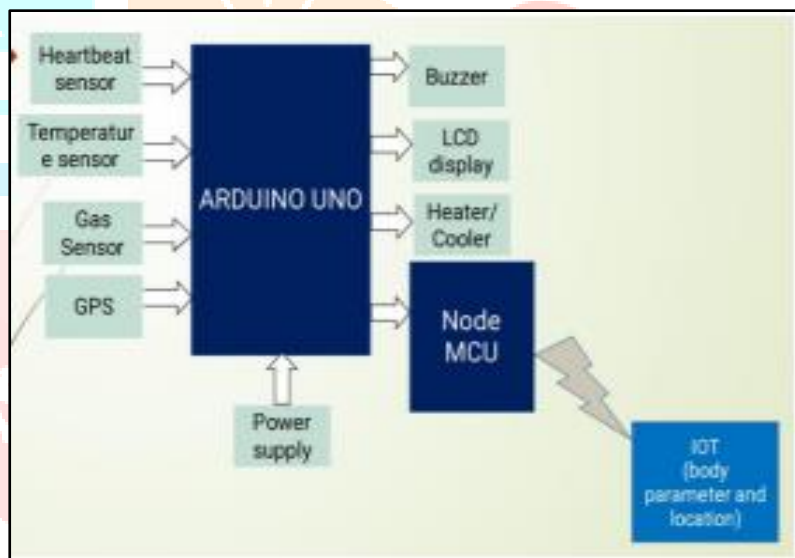 Heartbeat
sensor
Temperatur
e sensor
Gas
Sensor
GPS
ARDUINO UNO
Power
supply
Buzzer
LCD
display
Heater/
Cooler
Node
MCU
IOT
(body
parameter and
location)